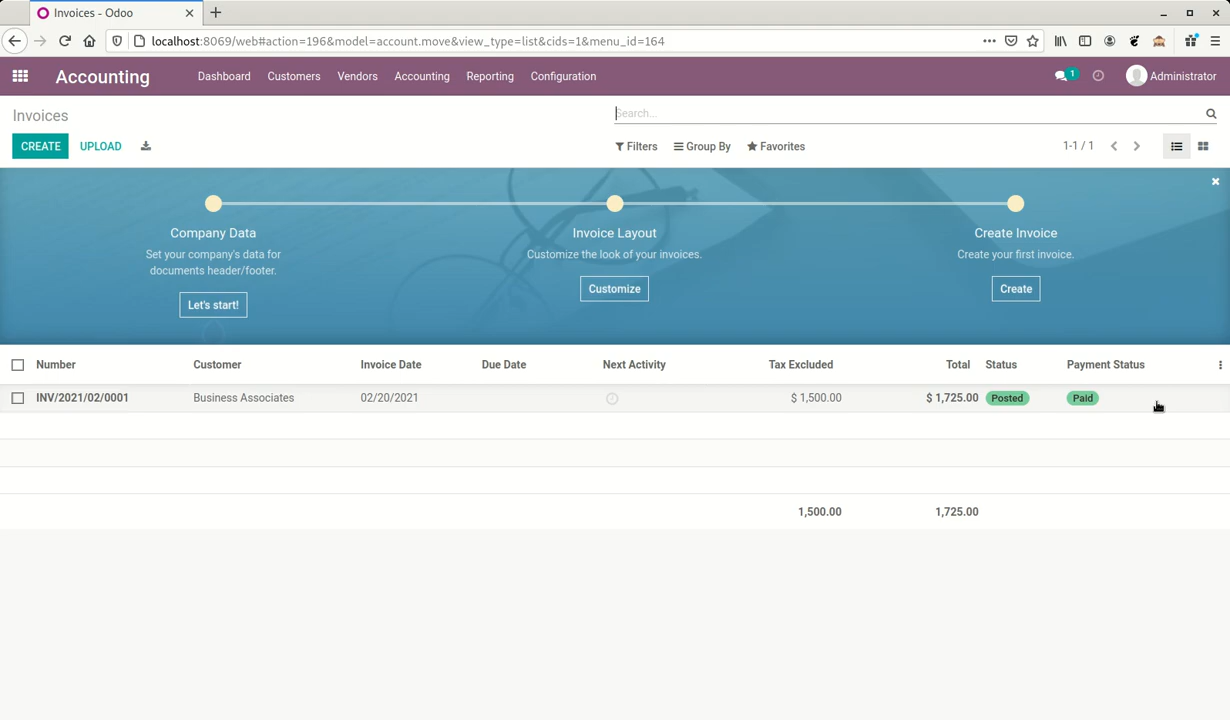 Invoices - Odoo
localhost:8069/web#action=196&model=account.move&view_type=list&cids=1&menu_id=164
Accounting Dashboard Customers Vendors Accounting Reporting Configuration 1 Administrator
Invoices Search...
CREATE UPLOAD Filters Group By Favorites 1-1 / 1
Company Data Invoice Layout Create Invoice
Set your company's data for Customize the look of your invoices. Create your first invoice.
documents header/footer.
Let's start! Customize Create
Number Customer Invoice Date Due Date Next Activity Tax Excluded Total Status Payment Status
INV/2021/02/0001 Business Associates 02/20/2021 $ 1,500.00 $ 1,725.00 Posted Paid
1,500.00 1,725.00